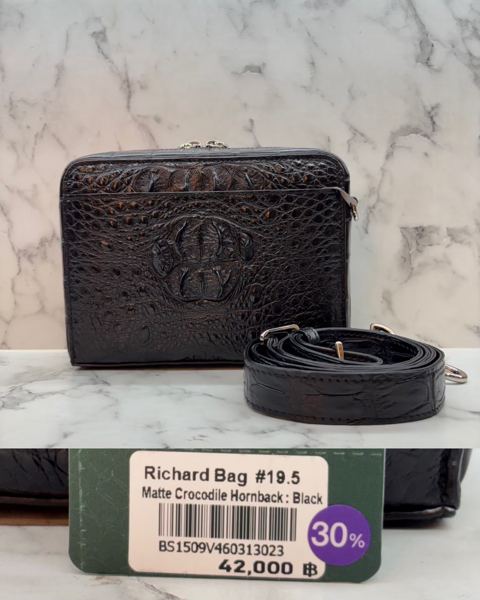 Richard Bag #19.5
Matte Crocodile Hornback : Black
30%
BS1509V460313023
42,000 ฿